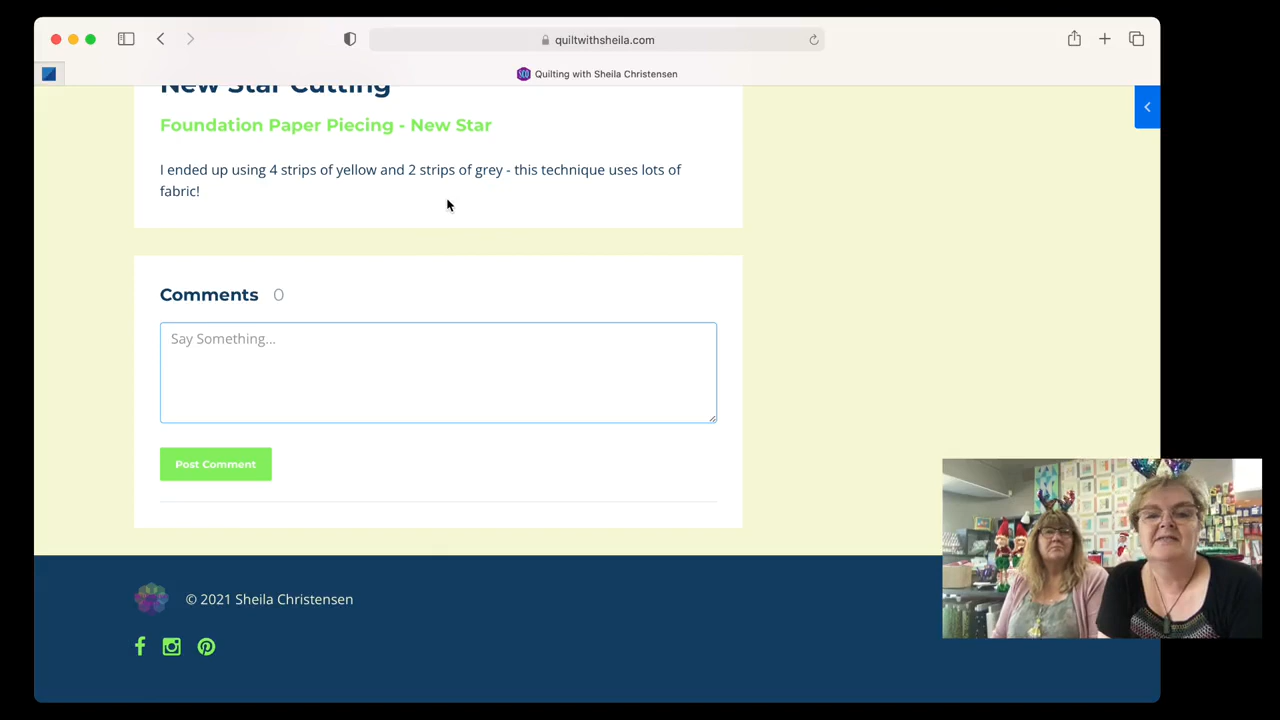 quiltwithsheila.com
Quilting with Sheila Christensen
New Star Cutting
Foundation Paper Piecing - New Star
I ended up using 4 strips of yellow and 2 strips of grey - this technique uses lots of
fabric!
Comments 0
Say Something...
Post Comment
© 2021 Sheila Christensen